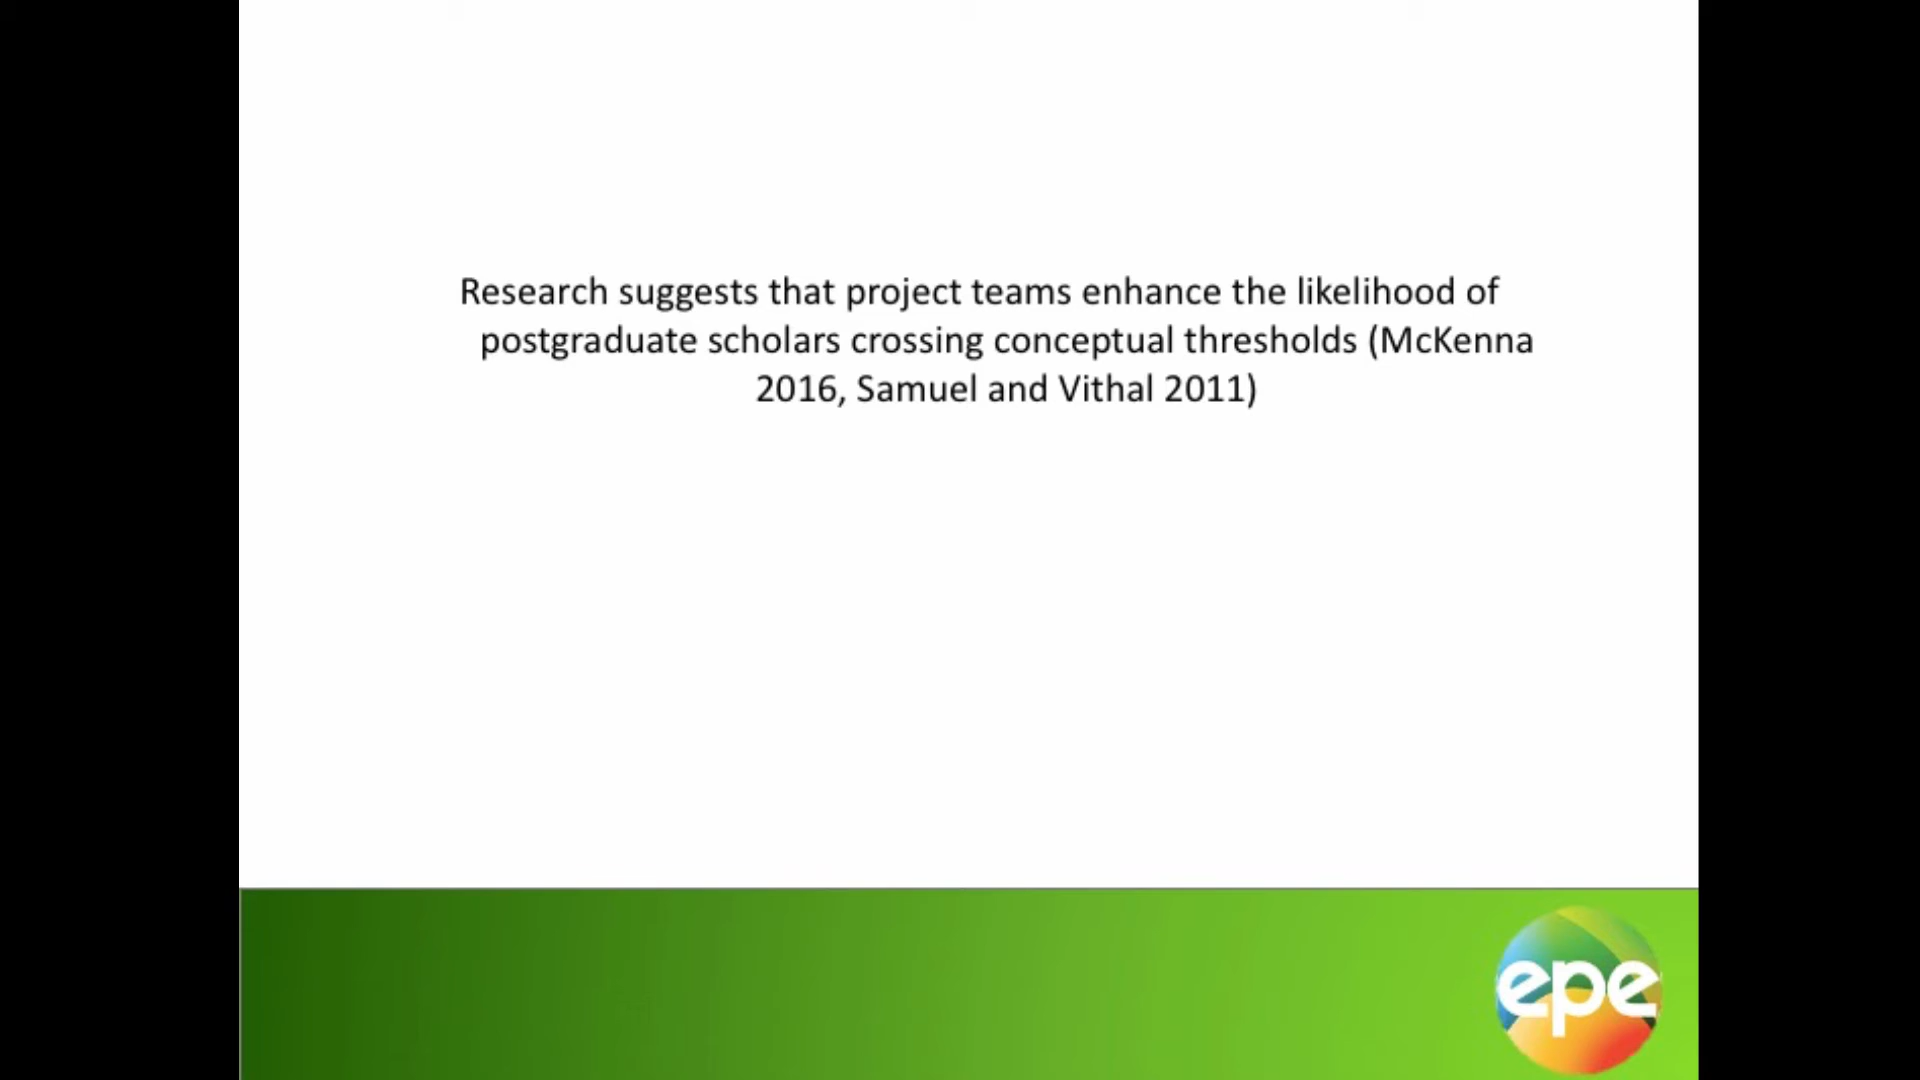 Research suggests that project teams enhance the likelihood of
postgraduate scholars crossing conceptual thresholds (McKenna
2016, Samuel and Vithal 2011)
epe